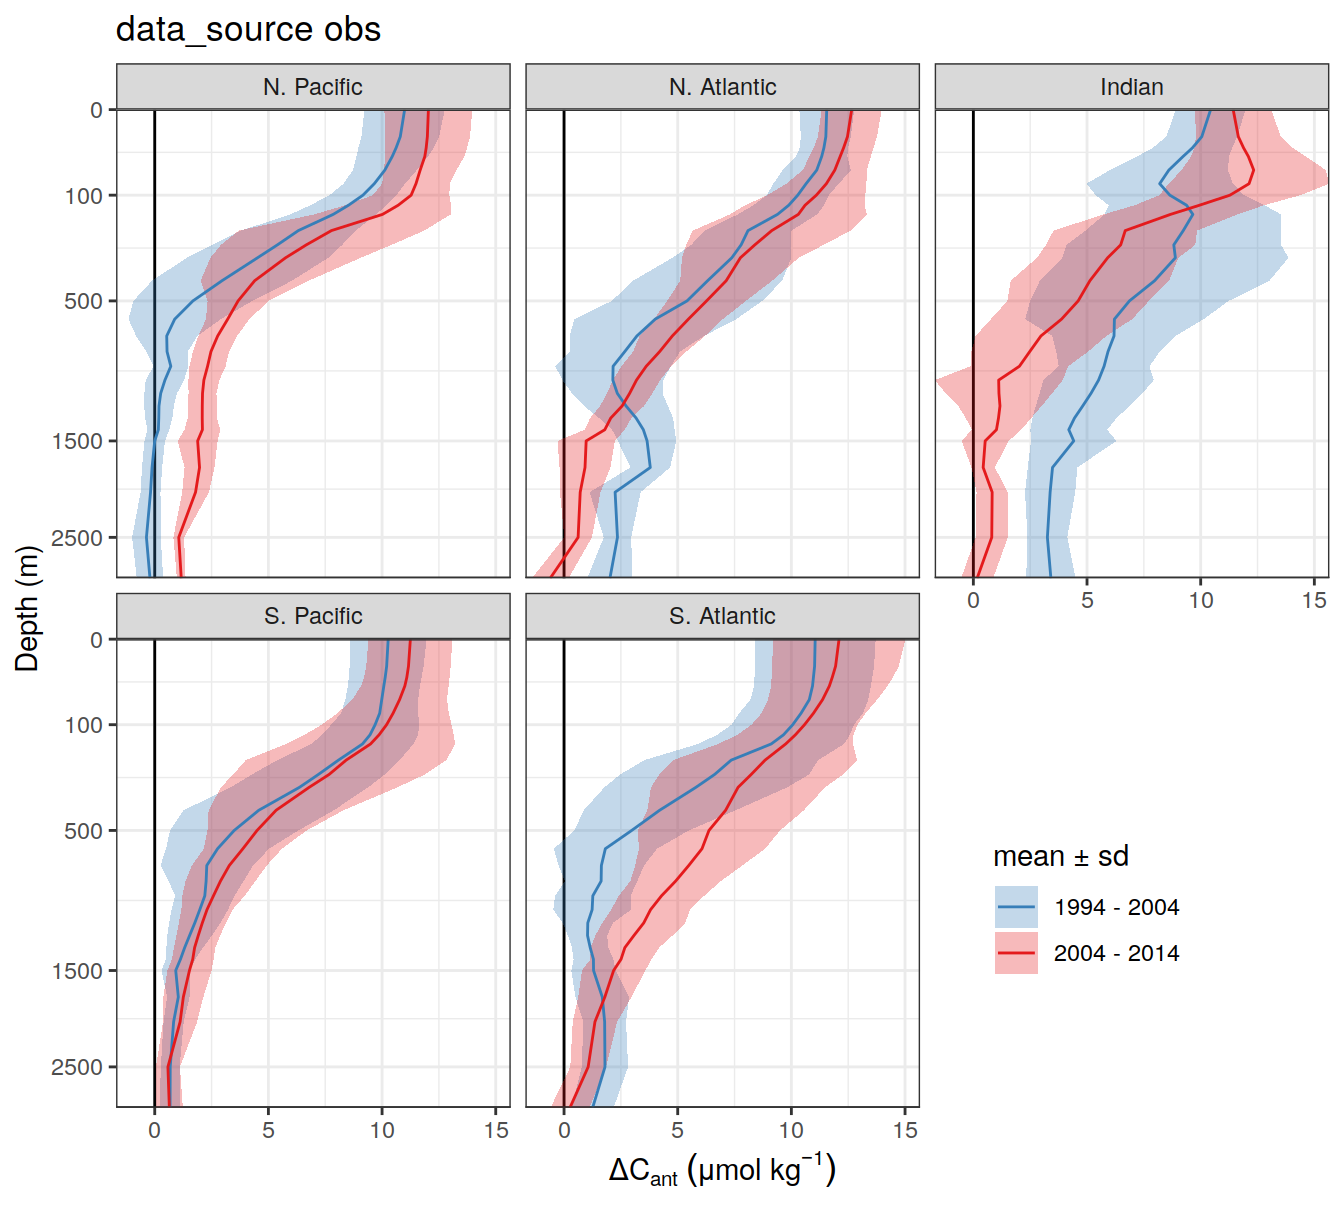 data_source obs
N. Pacific
N. Atlantic
Indian
0
100
500
1500
2500
0 5 10 15
S. Pacific
S. Atlantic
0
100
500
1500
2500
0 5 10 15
0 5 10 15
Depth (m)
ΔCant (μmol kg⁻¹)
mean ± sd
1994 - 2004
2004 - 2014